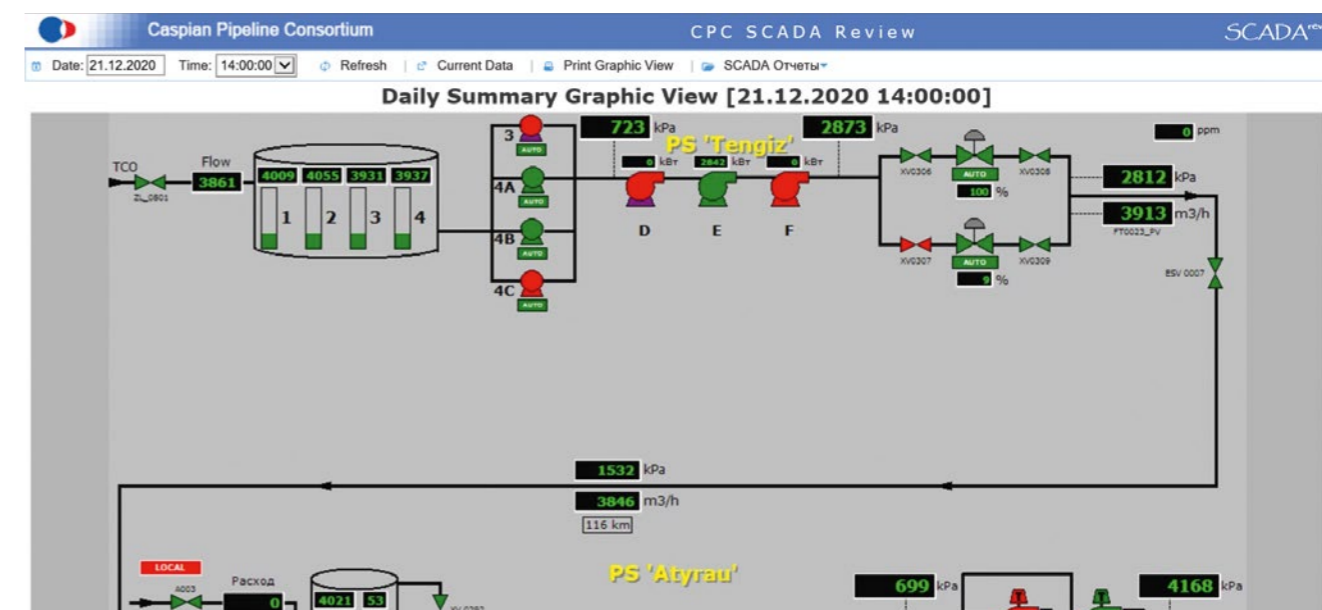 Caspian Pipeline Consortium CPC SCADA Review SCADA
Date: 21.12.2020 Time: 14:00:00 Refresh | Current Data | Print Graphic View | SCADA Отчеты
Daily Summary Graphic View [21.12.2020 14:00:00]
3 723 kPa 2873 kPa 0 ppm
AUTO PS 'Tengiz'
TCO Flow 0 кВт 2842 кВт 0 кВт XV0306 XV0308
3861 4009 4055 3931 3937 4A AUTO 2812 kPa
ZL_0801 AUTO 100 %
1 2 3 4 D E F 3913 m3/h
4B FT0023_PV
AUTO XV0307 AUTO XV0309
9 % ESV 0007
4C
AUTO
1532 kPa
3846 m3/h
116 km
LOCAL PS 'Atyrau'
A003 Расход 699 kPa 4168 kPa
0 4021 53